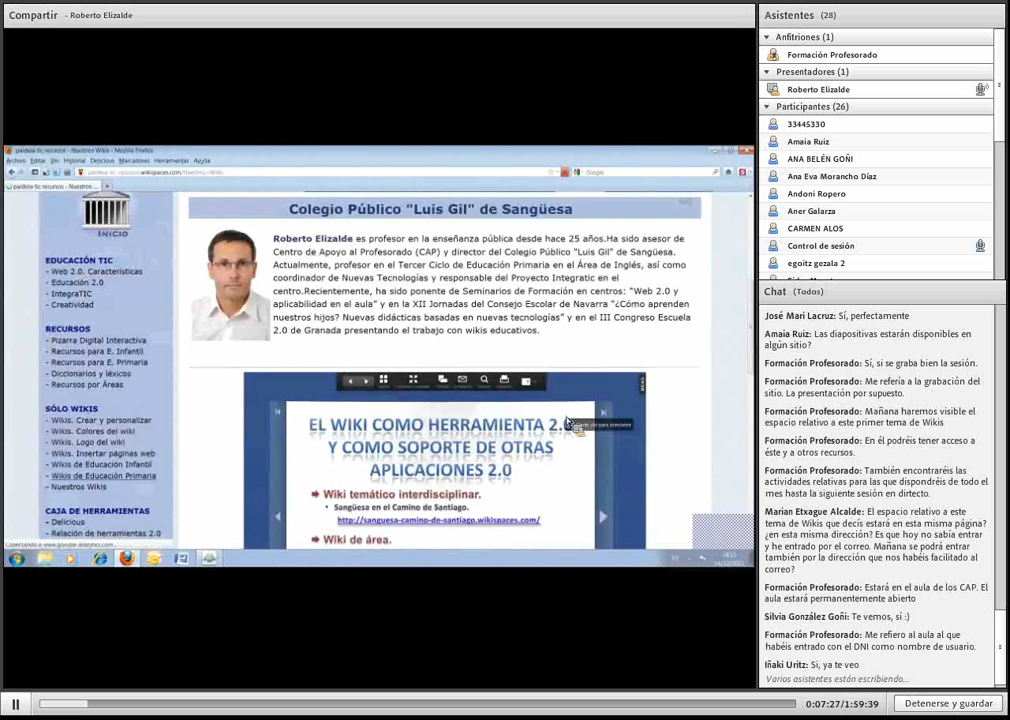 Compartir - Roberto Elizalde
paideia tic recursos - Nuestros Wikis - Mozilla Firefox
Archivo Editar Ver Historial Delicious Marcadores Herramientas Ayuda
Google
paideia tic recursos - Nuestros W...
INICIO
EDUCACIÓN TIC
- Web 2.0. Características
- Educación 2.0
- IntegraTIC
- Creatividad
RECURSOS
- Pizarra Digital Interactiva
- Recursos para E. Infantil
- Recursos para E. Primaria
- Diccionarios y léxicos
- Recursos por Áreas
SÓLO WIKIS
- Wikis. Crear y personalizar
- Wikis. Colores del wiki
- Wikis. Logo del wiki
- Wikis. Insertar páginas web
- Wikis de Educación Infantil
- Wikis de Educación Primaria
- Nuestros Wikis
CAJA DE HERRAMIENTAS
- Delicious
- Relación de herramientas 2.0
Colegio Público "Luis Gil" de Sangüesa
Roberto Elizalde es profesor en la enseñanza pública desde hace 25 años.Ha sido asesor de
Centro de Apoyo al Profesorado (CAP) y director del Colegio Público "Luis Gil" de Sangüesa.
Actualmente, profesor en el Tercer Ciclo de Educación Primaria en el Área de Inglés, así como
coordinador de Nuevas Tecnologías y responsable del Proyecto Integratic en el
centro.Recientemente, ha sido ponente de Seminarios de Formación en centros: "Web 2.0 y
aplicabilidad en el aula" y en la XII Jornadas del Consejo Escolar de Navarra "¿Cómo aprenden
nuestros hijos? Nuevas didácticas basadas en nuevas tecnologías" y en el III Congreso Escuela
2.0 de Granada presentando el trabajo con wikis educativos.
EL WIKI COMO HERRAMIENTA 2.0
Y COMO SOPORTE DE OTRAS
APLICACIONES 2.0
Wiki temático interdisciplinar.
• Sangüesa en el Camino de Santiago.
http://sanguesa-camino-de-santiago.wikispaces.com/
Wiki de área.
Asistentes (28)
Anfitriones (1)
Formación Profesorado
Presentadores (1)
Roberto Elizalde
Participantes (26)
33445330
Amaia Ruiz
ANA BELÉN GOÑI
Ana Eva Morancho Díaz
Andoni Ropero
Aner Galarza
CARMEN ALOS
Control de sesión
egoitz gezala 2
Chat (Todos)
José Mari Lacruz: Sí, perfectamente
Amaia Ruiz: Las diapositivas estarán disponibles en
algún sitio?
Formación Profesorado: Sí, si se graba bien la sesión.
Formación Profesorado: Me refería a la grabación del
sitio. La presentación por supuesto.
Formación Profesorado: Mañana haremos visible el
espacio relativo a este primer tema de Wikis
Formación Profesorado: En él podréis tener acceso a
éste y a otros recursos.
Formación Profesorado: También encontraréis las
actividades relativas para las que dispondréis de todo el
mes hasta la siguiente sesión en dirtecto.
Marian Etxague Alcalde: El espacio relativo a este
tema de Wikis que decís estará en esta misma página?
¿en esta misma dirección? Es que hoy no sabía entrar
y he entrado por el correo. Mañana se podrá entrar
también por la dirección que nos habéis facilitado al
correo?
Formación Profesorado: Estará en el aula de los CAP. El
aula estará permanentemente abierto
Silvia González Goñi: Te vemos, sí :)
Formación Profesorado: Me refiero al aula al que
habéis entrado con el DNI como nombre de usuario.
Iñaki Uritz: Si, ya te veo
Varios asistentes están escribiendo...
0:07:27/1:59:39
Detenerse y guardar